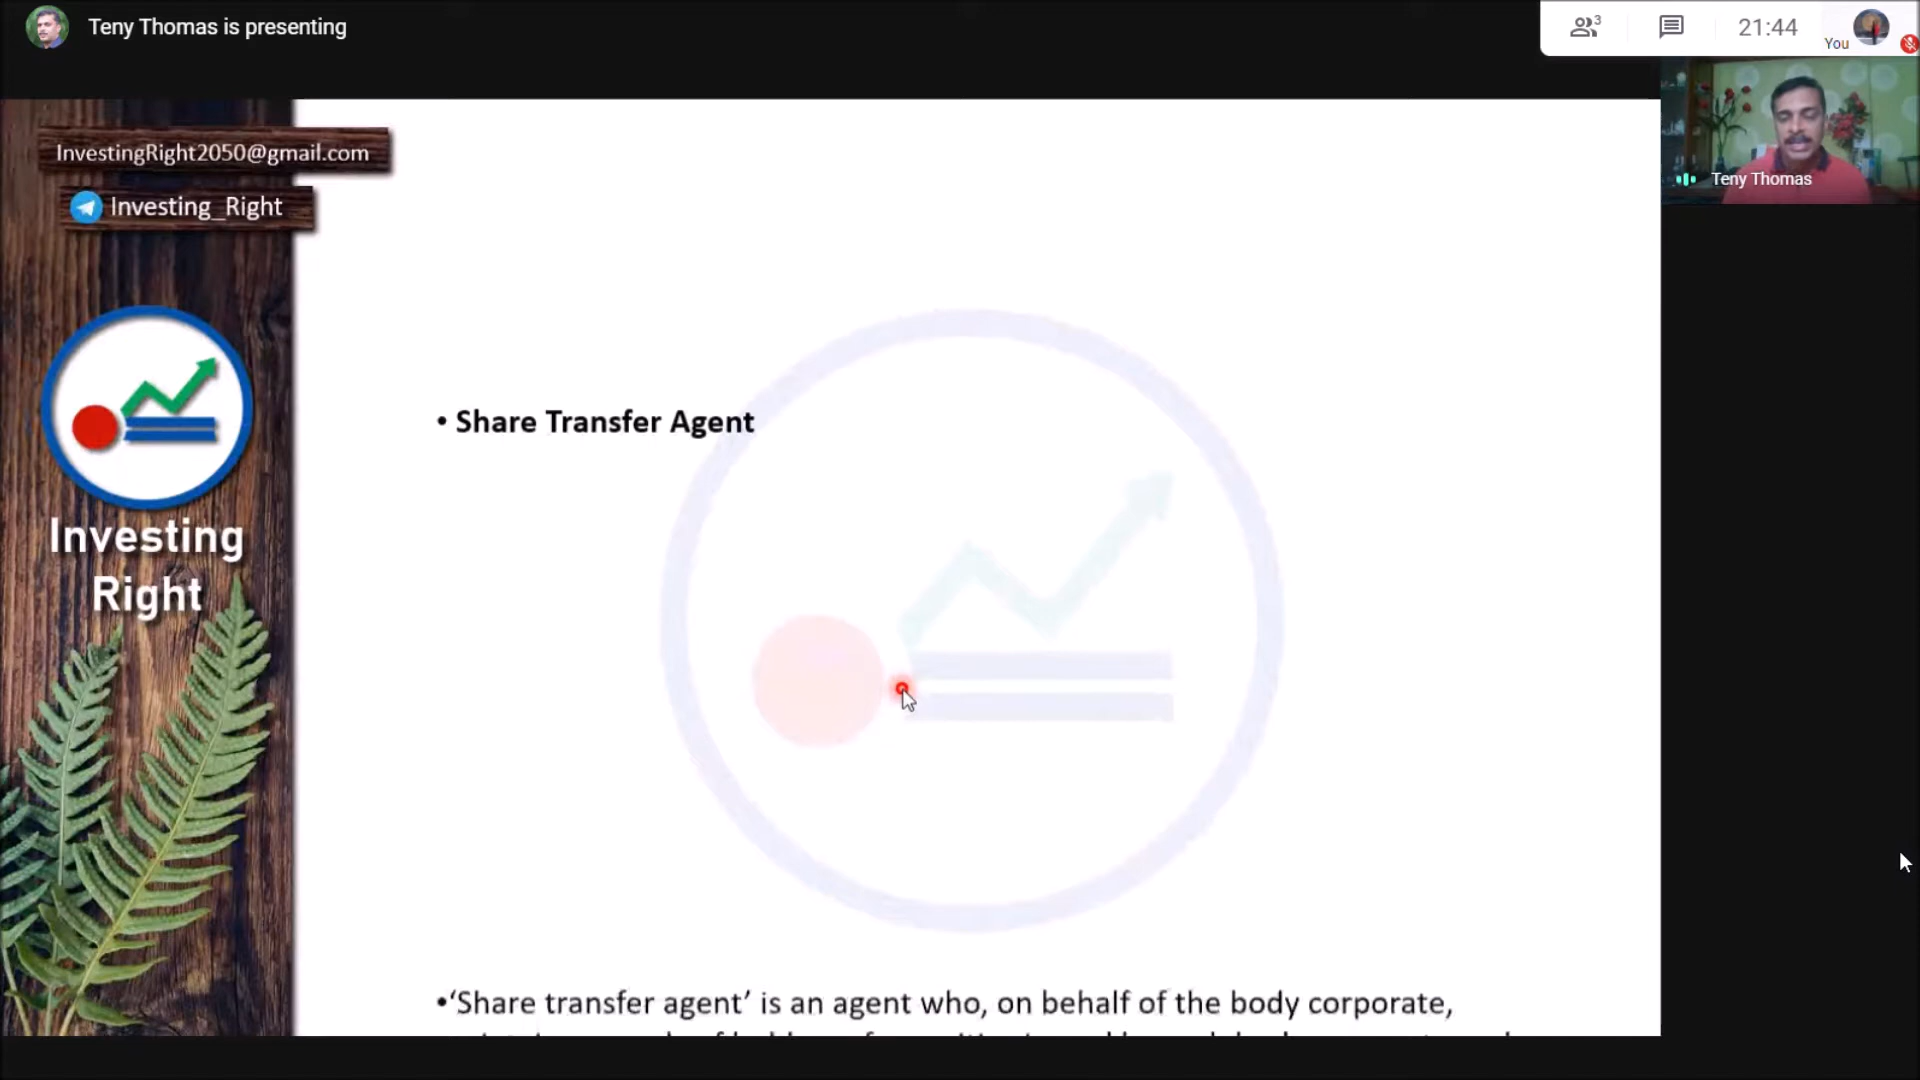 Teny Thomas is presenting
3
21:44
You
InvestingRight2050@gmail.com
Investing_Right
Teny Thomas
Investing
Right
• Share Transfer Agent
•‘Share transfer agent’ is an agent who, on behalf of the body corporate,